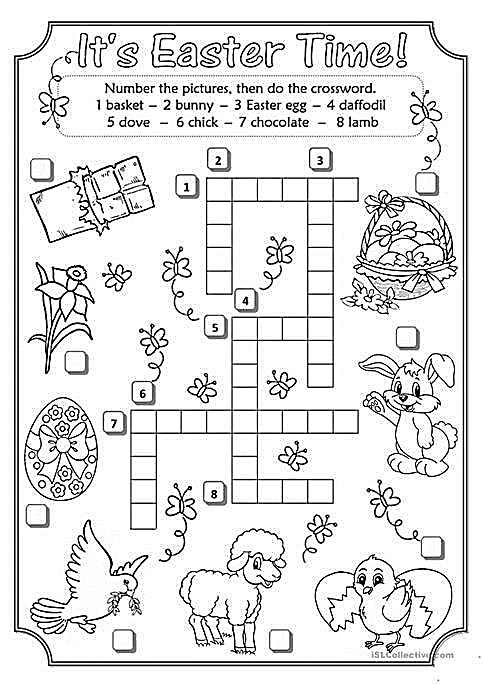 It's Easter Time!
Number the pictures, then do the crossword.
1 basket – 2 bunny – 3 Easter egg – 4 daffodil
5 dove – 6 chick – 7 chocolate – 8 lamb
2
3
1
4
5
6
7
8
iSLCollective.com